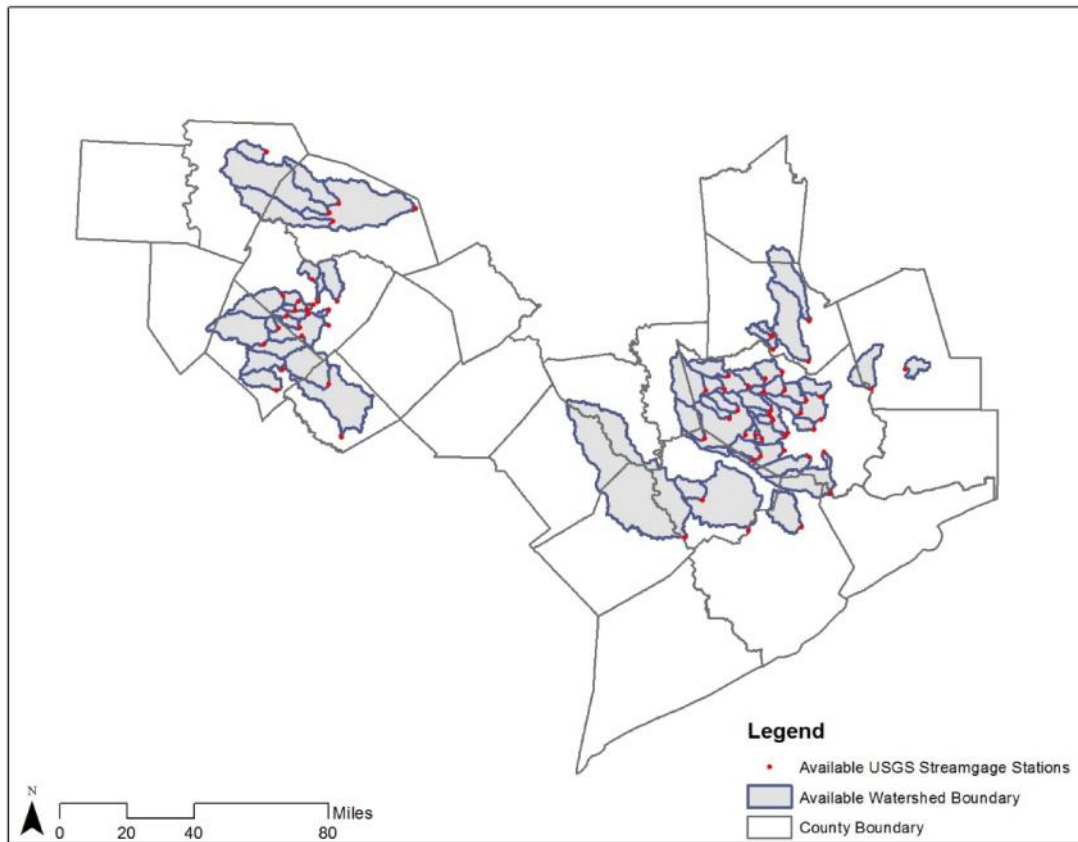 Legend
Available USGS Streamgage Stations
Available Watershed Boundary
County Boundary
N
Miles
0 20 40 80